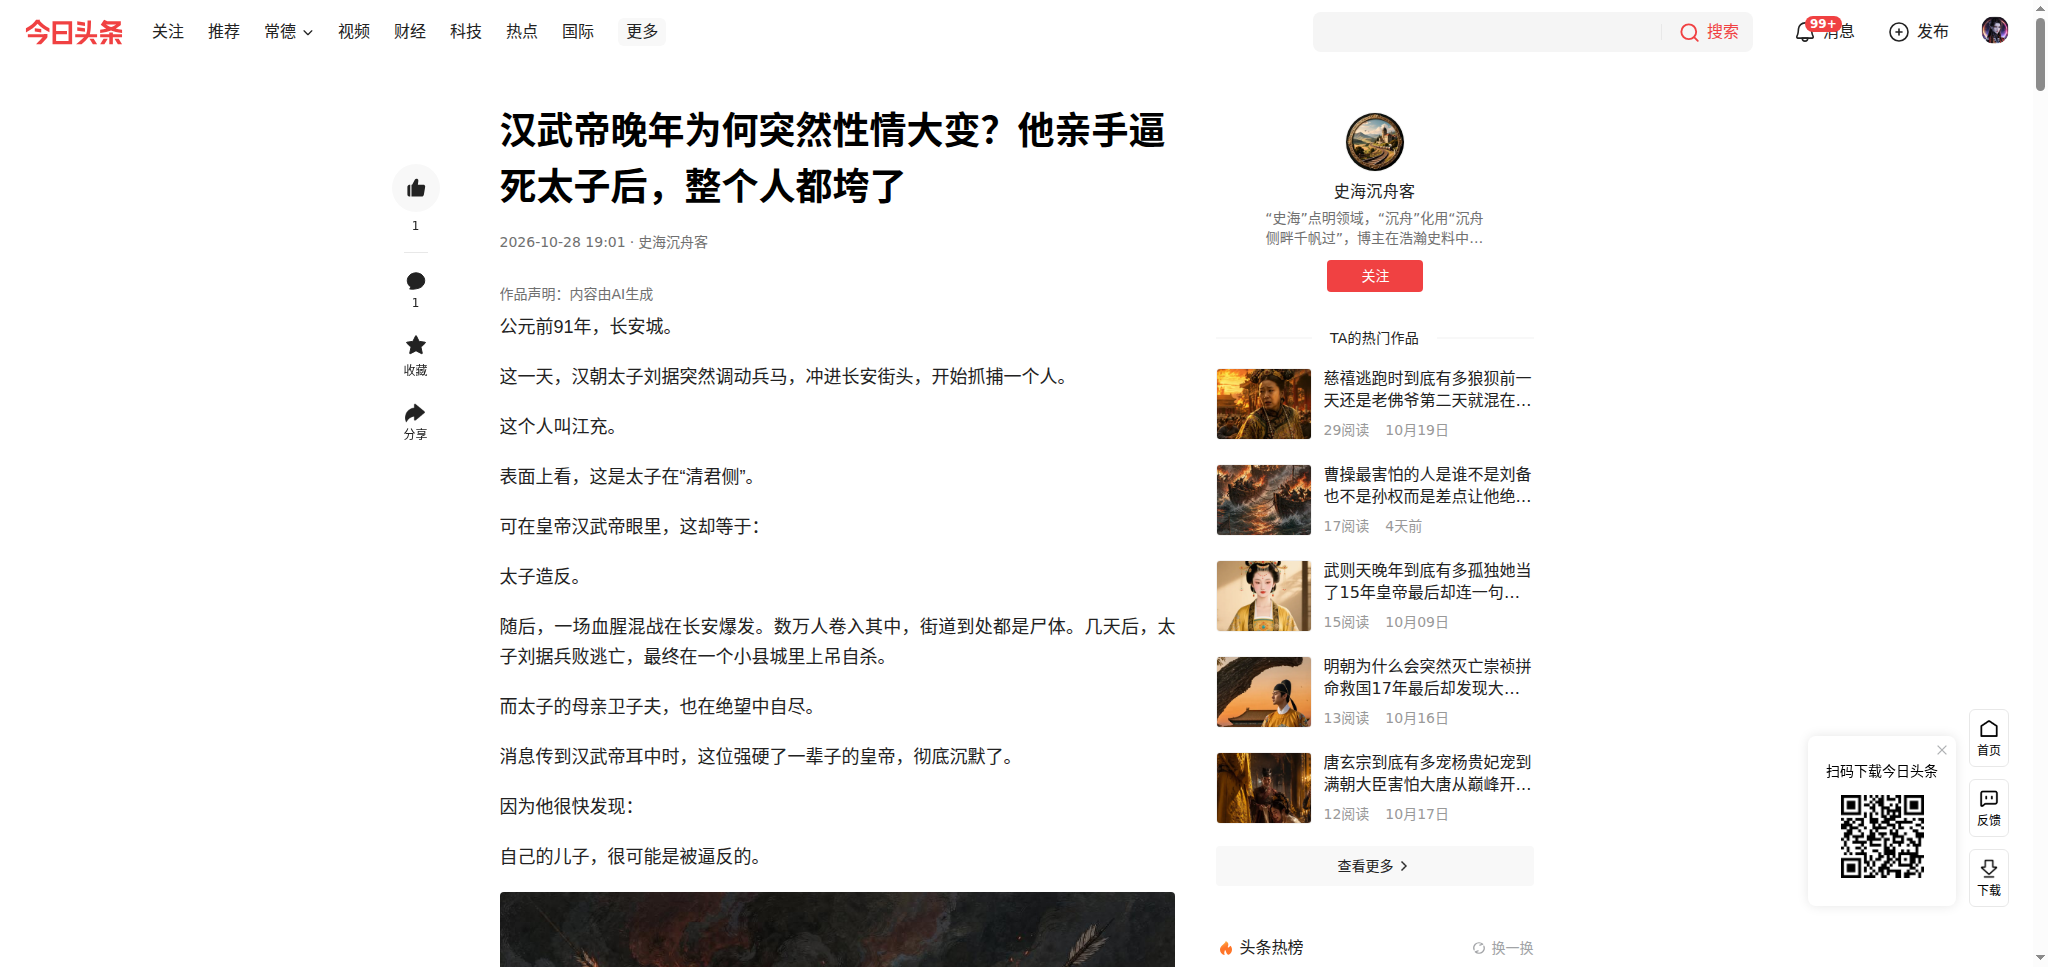 今日头条
关注
推荐
常德
视频
财经
科技
热点
国际
更多
搜索
99+
消息
发布
汉武帝晚年为何突然性情大变？他亲手逼
死太子后，整个人都垮了
2026-10-28 19:01 · 史海沉舟客
作品声明：内容由AI生成
公元前91年，长安城。
这一天，汉朝太子刘据突然调动兵马，冲进长安街头，开始抓捕一个人。
这个人叫江充。
表面上看，这是太子在“清君侧”。
可在皇帝汉武帝眼里，这却等于：
太子造反。
随后，一场血腥混战在长安爆发。数万人卷入其中，街道到处都是尸体。几天后，太
子刘据兵败逃亡，最终在一个小县城里上吊自杀。
而太子的母亲卫子夫，也在绝望中自尽。
消息传到汉武帝耳中时，这位强硬了一辈子的皇帝，彻底沉默了。
因为他很快发现：
自己的儿子，很可能是被逼反的。
1
1
收藏
分享
史海沉舟客
“史海”点明领域，“沉舟”化用“沉舟
侧畔千帆过”，博主在浩瀚史料中...
关注
TA的热门作品
慈禧逃跑时到底有多狼狈前一
天还是老佛爷第二天就混在...
29阅读 10月19日
曹操最害怕的人是谁不是刘备
也不是孙权而是差点让他绝...
17阅读 4天前
武则天晚年到底有多孤独她当
了15年皇帝最后却连一句...
15阅读 10月09日
明朝为什么会突然灭亡崇祯拼
命救国17年最后却发现大...
13阅读 10月16日
唐玄宗到底有多宠杨贵妃宠到
满朝大臣害怕大唐从巅峰开...
12阅读 10月17日
查看更多
头条热榜
换一换
扫码下载今日头条
首页
反馈
下载